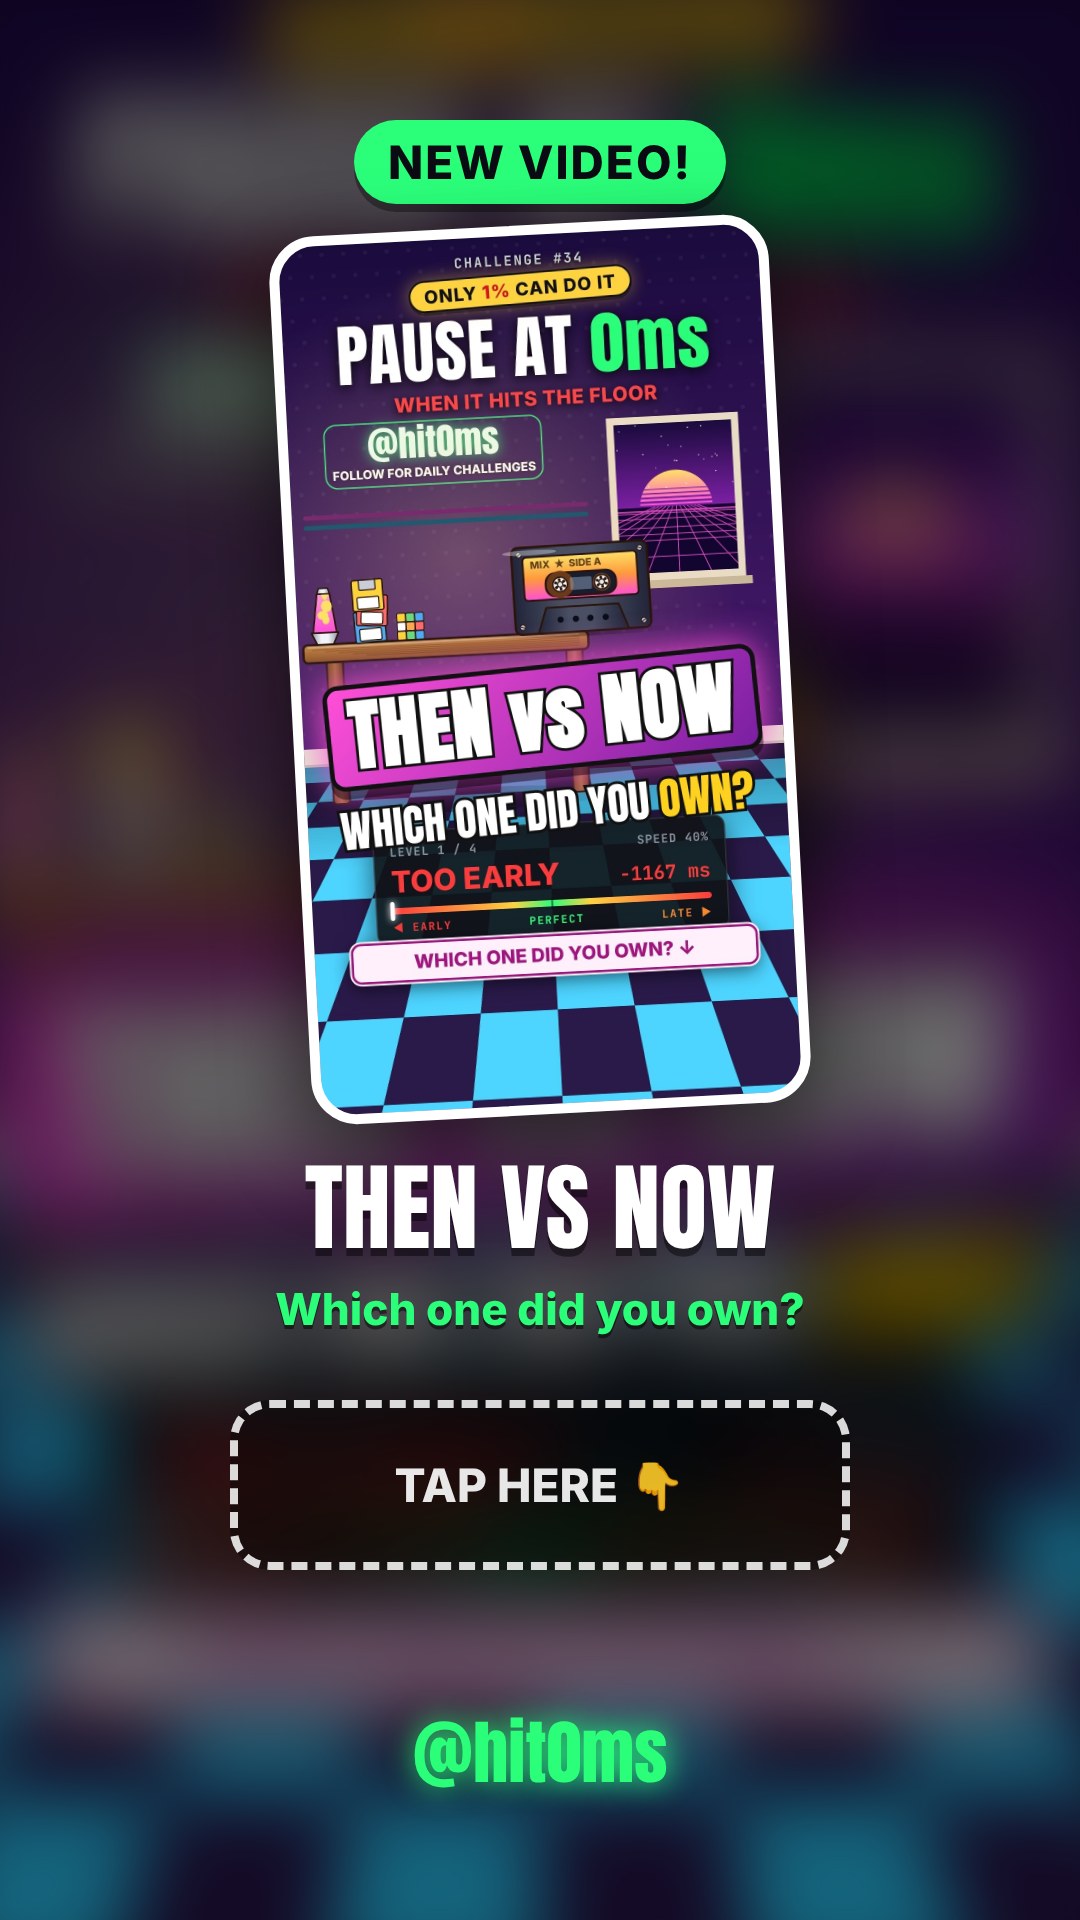 NEW VIDEO!
CHALLENGE #34
ONLY 1% CAN DO IT
PAUSE AT 0ms
WHEN IT HITS THE FLOOR
@hit0ms
FOLLOW FOR DAILY CHALLENGES
MIX ★ SIDE A
THEN vs NOW
WHICH ONE DID YOU OWN?
LEVEL 1 / 4
SPEED 40%
TOO EARLY
-1167 ms
◀ EARLY
PERFECT
LATE ▶
WHICH ONE DID YOU OWN? ↓
THEN VS NOW
Which one did you own?
TAP HERE 👇
@hit0ms